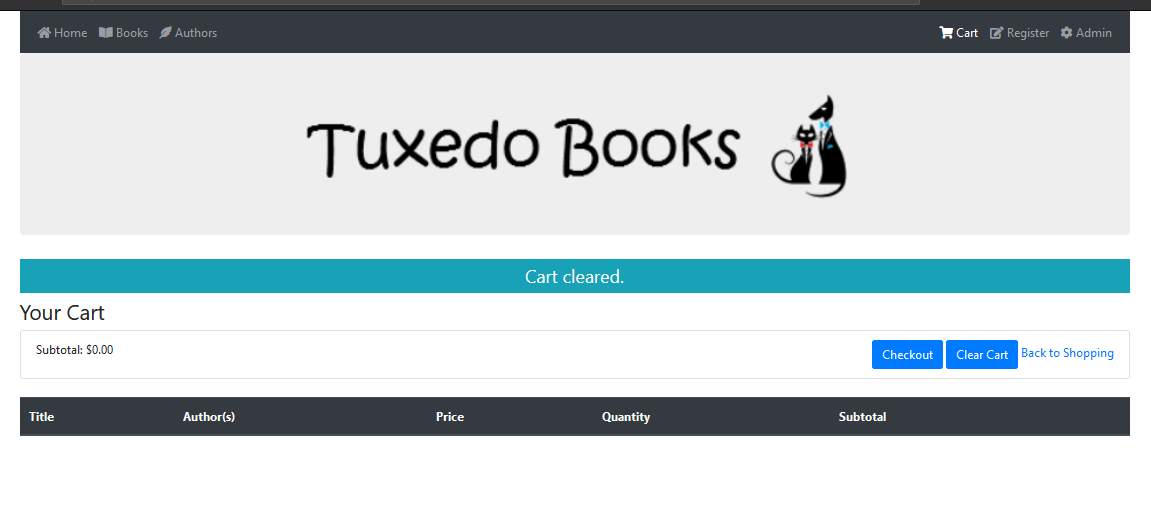 Home Books Authors Cart Register Admin
Tuxedo Books
Cart cleared.
Your Cart
Subtotal: $0.00 Checkout Clear Cart Back to Shopping
Title Author(s) Price Quantity Subtotal